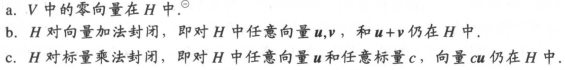 a. V 中的零向量在 H 中.⊖
b. H 对向量加法封闭，即对 H 中任意向量 u,v，和 u+v 仍在 H 中.
c. H 对标量乘法封闭，即对 H 中任意向量 u 和任意标量 c，向量 cu 仍在 H 中.